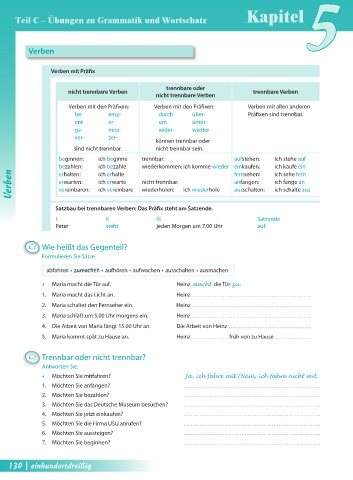 Teil C – Übungen zu Grammatik und Wortschatz Kapitel 5
Verben
Verben mit Präfix
nicht trennbare Verben trennbare oder nicht trennbare Verben trennbare Verben
Verben mit den Präfixen: Verben mit den Präfixen: Verben mit allen anderen
be- emp- durch- über- Präfixen sind trennbar.
ent- er- um- unter-
ge- miss- wider- wieder-
ver- zer- können trennbar oder
sind nicht trennbar. nicht trennbar sein.
beginnen: ich beginne trennbar: aufstehen: ich stehe auf
bezahlen: ich bezahle wiederkommen: ich komme wieder einkaufen: ich kaufe ein
erhalten: ich erhalte fernsehen: ich sehe fern
erwarten: ich erwarte nicht trennbar: anfangen: ich fange an
vereinbaren: ich vereinbare wiederholen: ich wiederhole ausschalten: ich schalte aus
Satzbau bei trennbaren Verben: Das Präfix steht am Satzende.
I. II. III. Satzende
Peter steht jeden Morgen um 7.00 Uhr auf.
Verben
C1 Wie heißt das Gegenteil?
Formulieren Sie Sätze.
abfahren • zumachen • aufhören • aufwachen • ausschalten • ausmachen
• Maria macht die Tür auf. Heinz macht die Tür zu.
1. Maria macht das Licht an. Heinz
2. Maria schaltet den Fernseher ein. Heinz
3. Maria schläft um 5.00 Uhr morgens ein. Heinz
4. Die Arbeit von Maria fängt 15.00 Uhr an. Die Arbeit von Heinz
5. Maria kommt spät zu Hause an. Heinz früh von zu Hause
C2 Trennbar oder nicht trennbar?
Antworten Sie.
• Möchten Sie mitfahren? Ja, ich fahre mit/Nein, ich fahre nicht mit.
1. Möchten Sie anfangen?
2. Möchten Sie bezahlen?
3. Möchten Sie das Deutsche Museum besuchen?
4. Möchten Sie jetzt einkaufen?
5. Möchten Sie die Firma USU anrufen?
6. Möchten Sie aussteigen?
7. Möchten Sie beginnen?
130 | einhundertdreißig